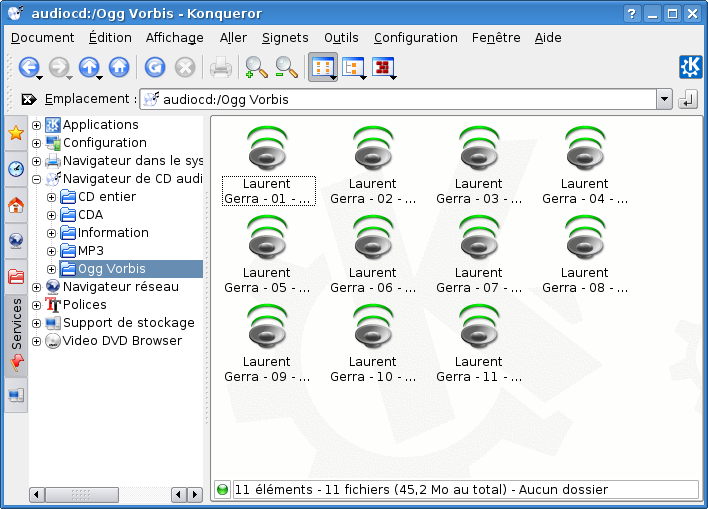 audiocd:/Ogg Vorbis - Konqueror
Document Édition Affichage Aller Signets Outils Configuration Fenêtre Aide
Emplacement : audiocd:/Ogg Vorbis
Services
Applications
Configuration
Navigateur dans le sys
Navigateur de CD audi
CD entier
CDA
Information
MP3
Ogg Vorbis
Navigateur réseau
Polices
Support de stockage
Video DVD Browser
Laurent
Gerra - 01 - ...
Laurent
Gerra - 02 - ...
Laurent
Gerra - 03 - ...
Laurent
Gerra - 04 - ...
Laurent
Gerra - 05 - ...
Laurent
Gerra - 06 - ...
Laurent
Gerra - 07 - ...
Laurent
Gerra - 08 - ...
Laurent
Gerra - 09 - ...
Laurent
Gerra - 10 - ...
Laurent
Gerra - 11 - ...
11 éléments - 11 fichiers (45,2 Mo au total) - Aucun dossier